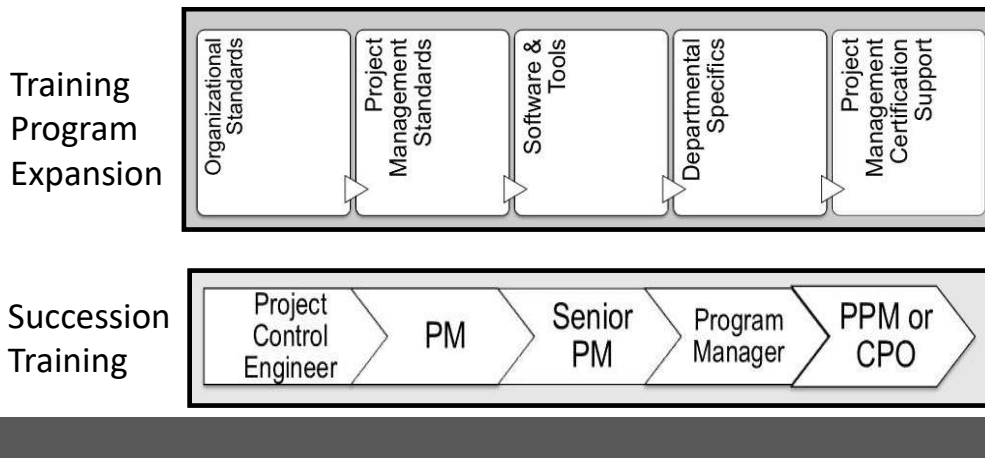 Training
Program
Expansion
Organizational
Standards
Project
Management
Standards
Software &
Tools
Departmental
Specifics
Project
Management
Certification
Support
Succession
Training
Project
Control
Engineer
PM
Senior
PM
Program
Manager
PPM or
CPO